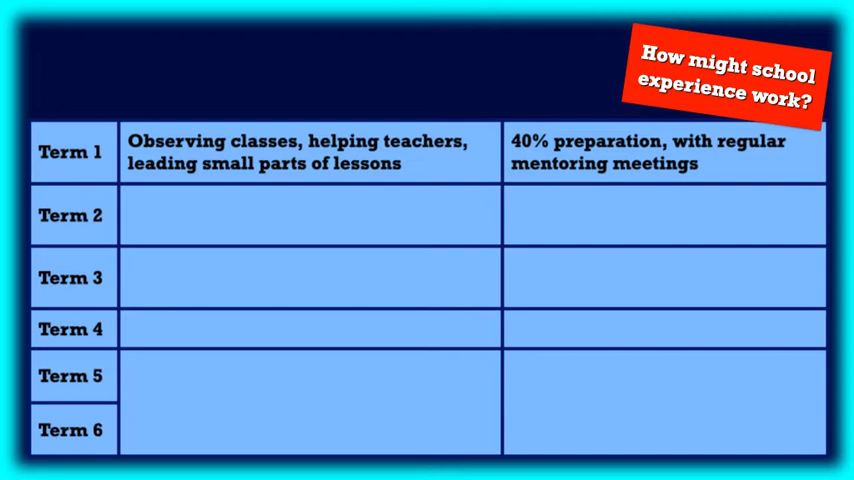 How might school
experience work?
Term 1
Observing classes, helping teachers,
leading small parts of lessons
40% preparation, with regular
mentoring meetings
Term 2
Term 3
Term 4
Term 5
Term 6